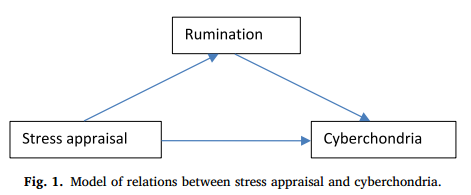 Rumination
Stress appraisal
Cyberchondria
Fig. 1. Model of relations between stress appraisal and cyberchondria.